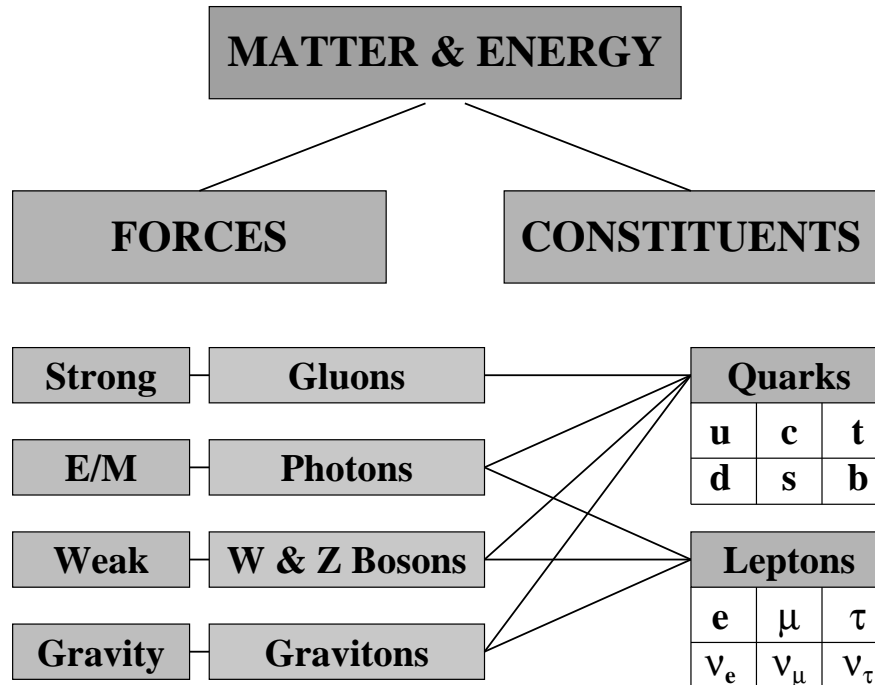 MATTER & ENERGY
FORCES
CONSTITUENTS
Strong
Gluons
Quarks
u c t
d s b
E/M
Photons
Weak
W & Z Bosons
Leptons
e μ τ
νe νμ ντ
Gravity
Gravitons